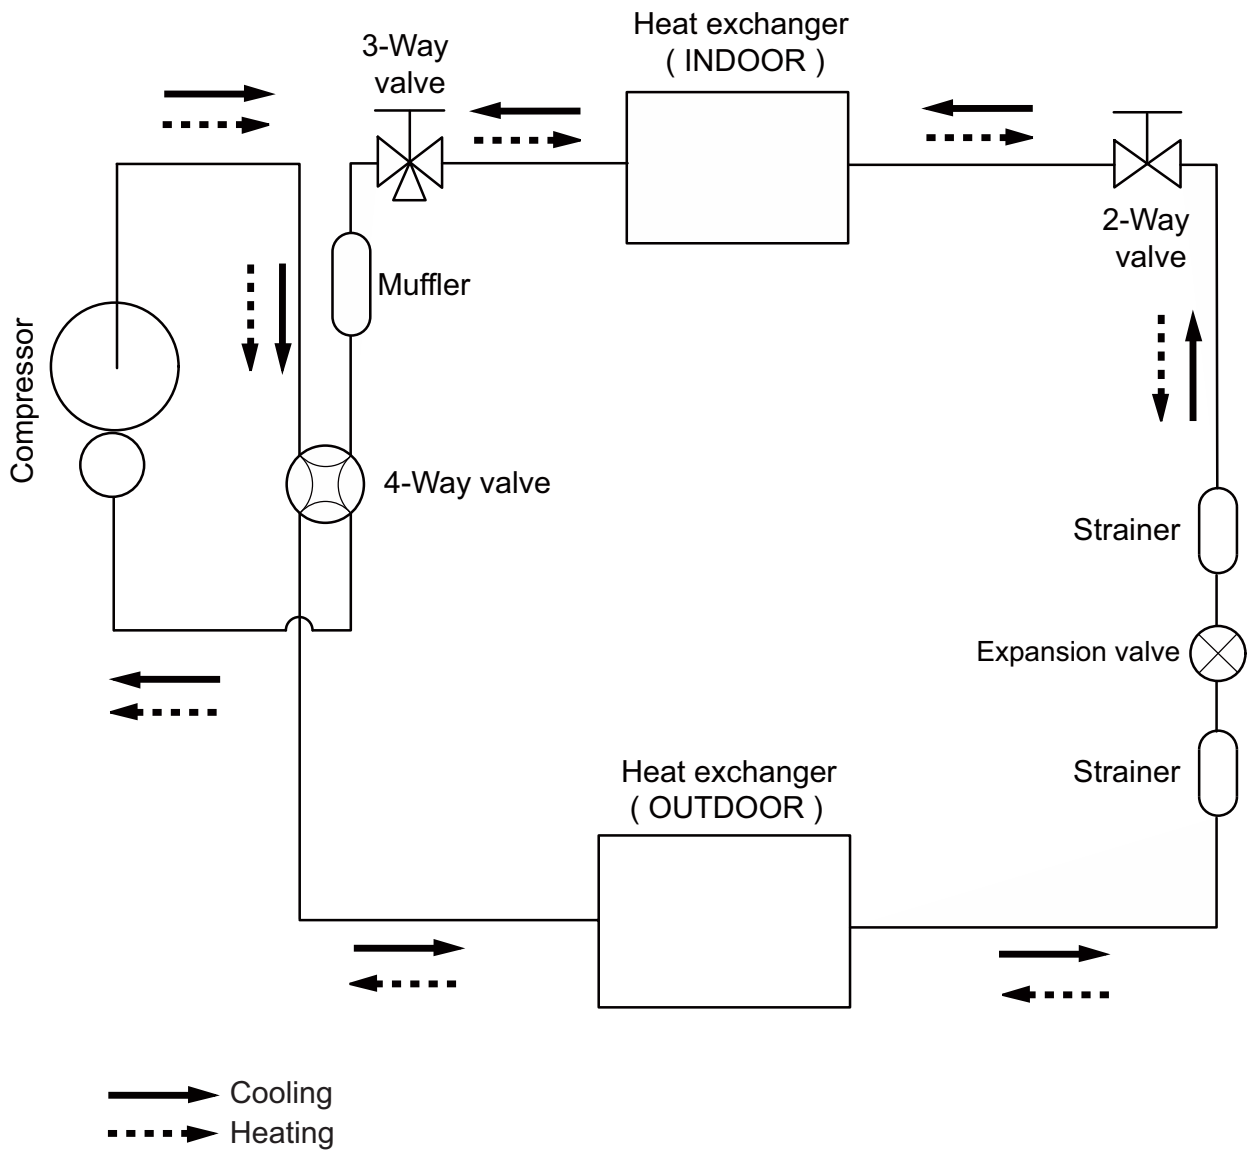 Heat exchanger
( INDOOR )
3-Way
valve
2-Way
valve
Muffler
Compressor
4-Way valve
Strainer
Expansion valve
Strainer
Heat exchanger
( OUTDOOR )
Cooling
Heating